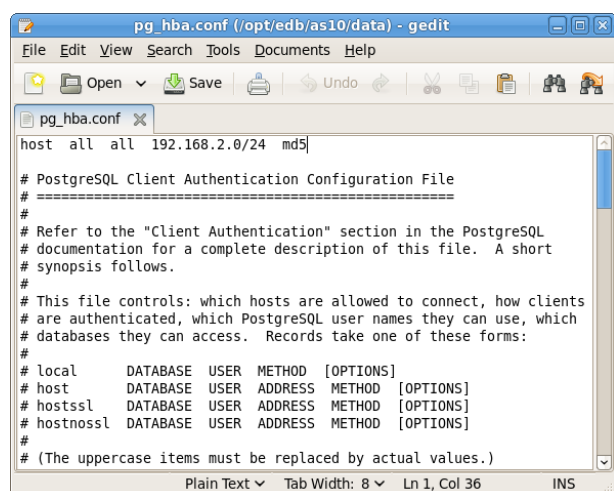 pg_hba.conf (/opt/edb/as10/data) - gedit
File Edit View Search Tools Documents Help
Open Save Undo
pg_hba.conf
host  all  all  192.168.2.0/24  md5

# PostgreSQL Client Authentication Configuration File
# ===================================================
#
# Refer to the "Client Authentication" section in the PostgreSQL
# documentation for a complete description of this file.  A short
# synopsis follows.
#
# This file controls: which hosts are allowed to connect, how clients
# are authenticated, which PostgreSQL user names they can use, which
# databases they can access.  Records take one of these forms:
#
# local      DATABASE  USER  METHOD  [OPTIONS]
# host       DATABASE  USER  ADDRESS  METHOD  [OPTIONS]
# hostssl    DATABASE  USER  ADDRESS  METHOD  [OPTIONS]
# hostnossl  DATABASE  USER  ADDRESS  METHOD  [OPTIONS]
#
# (The uppercase items must be replaced by actual values.)
Plain Text Tab Width: 8 Ln 1, Col 36 INS